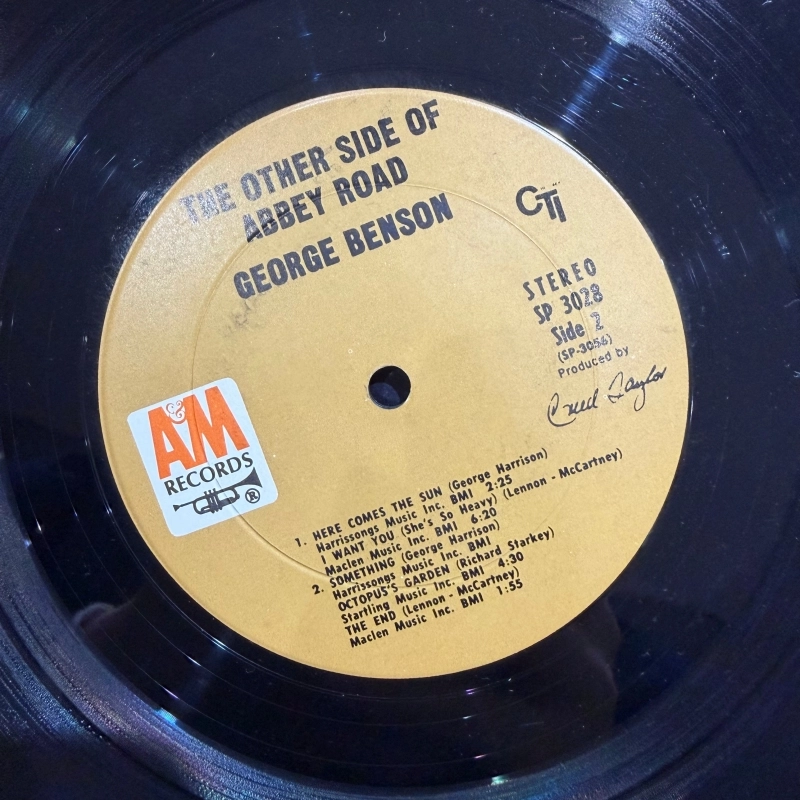 THE OTHER SIDE OF
ABBEY ROAD
GEORGE BENSON
CTI
STEREO
SP 3028
Side 2
(SP-3056)
Produced by
Creed Taylor
A&M
RECORDS
®
1. HERE COMES THE SUN (George Harrison)
Harrissongs Music Inc. BMI 2:25
I WANT YOU (She's So Heavy) (Lennon - McCartney)
Maclen Music Inc. BMI 6:20
2. SOMETHING (George Harrison)
Harrissongs Music Inc. BMI
OCTOPUS'S GARDEN (Richard Starkey)
Startling Music Inc. BMI 4:30
THE END (Lennon - McCartney)
Maclen Music Inc. BMI 1:55